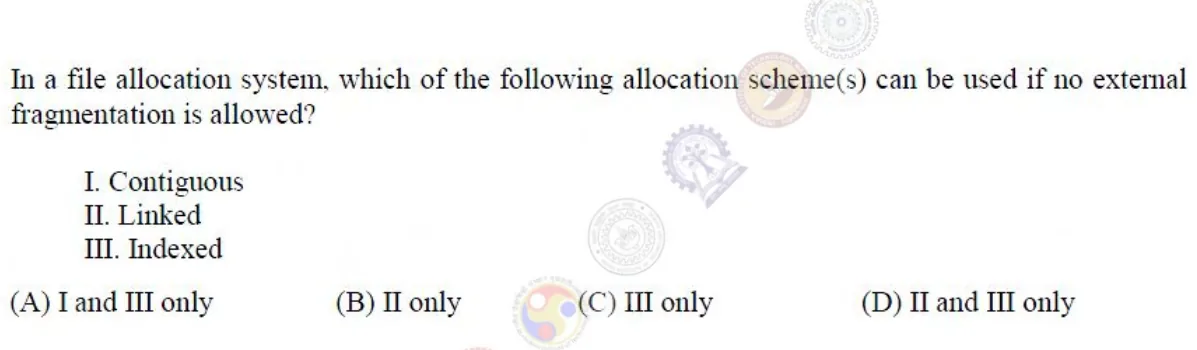 In a file allocation system, which of the following allocation scheme(s) can be used if no external
fragmentation is allowed?
I. Contiguous
II. Linked
III. Indexed
(A) I and III only (B) II only (C) III only (D) II and III only